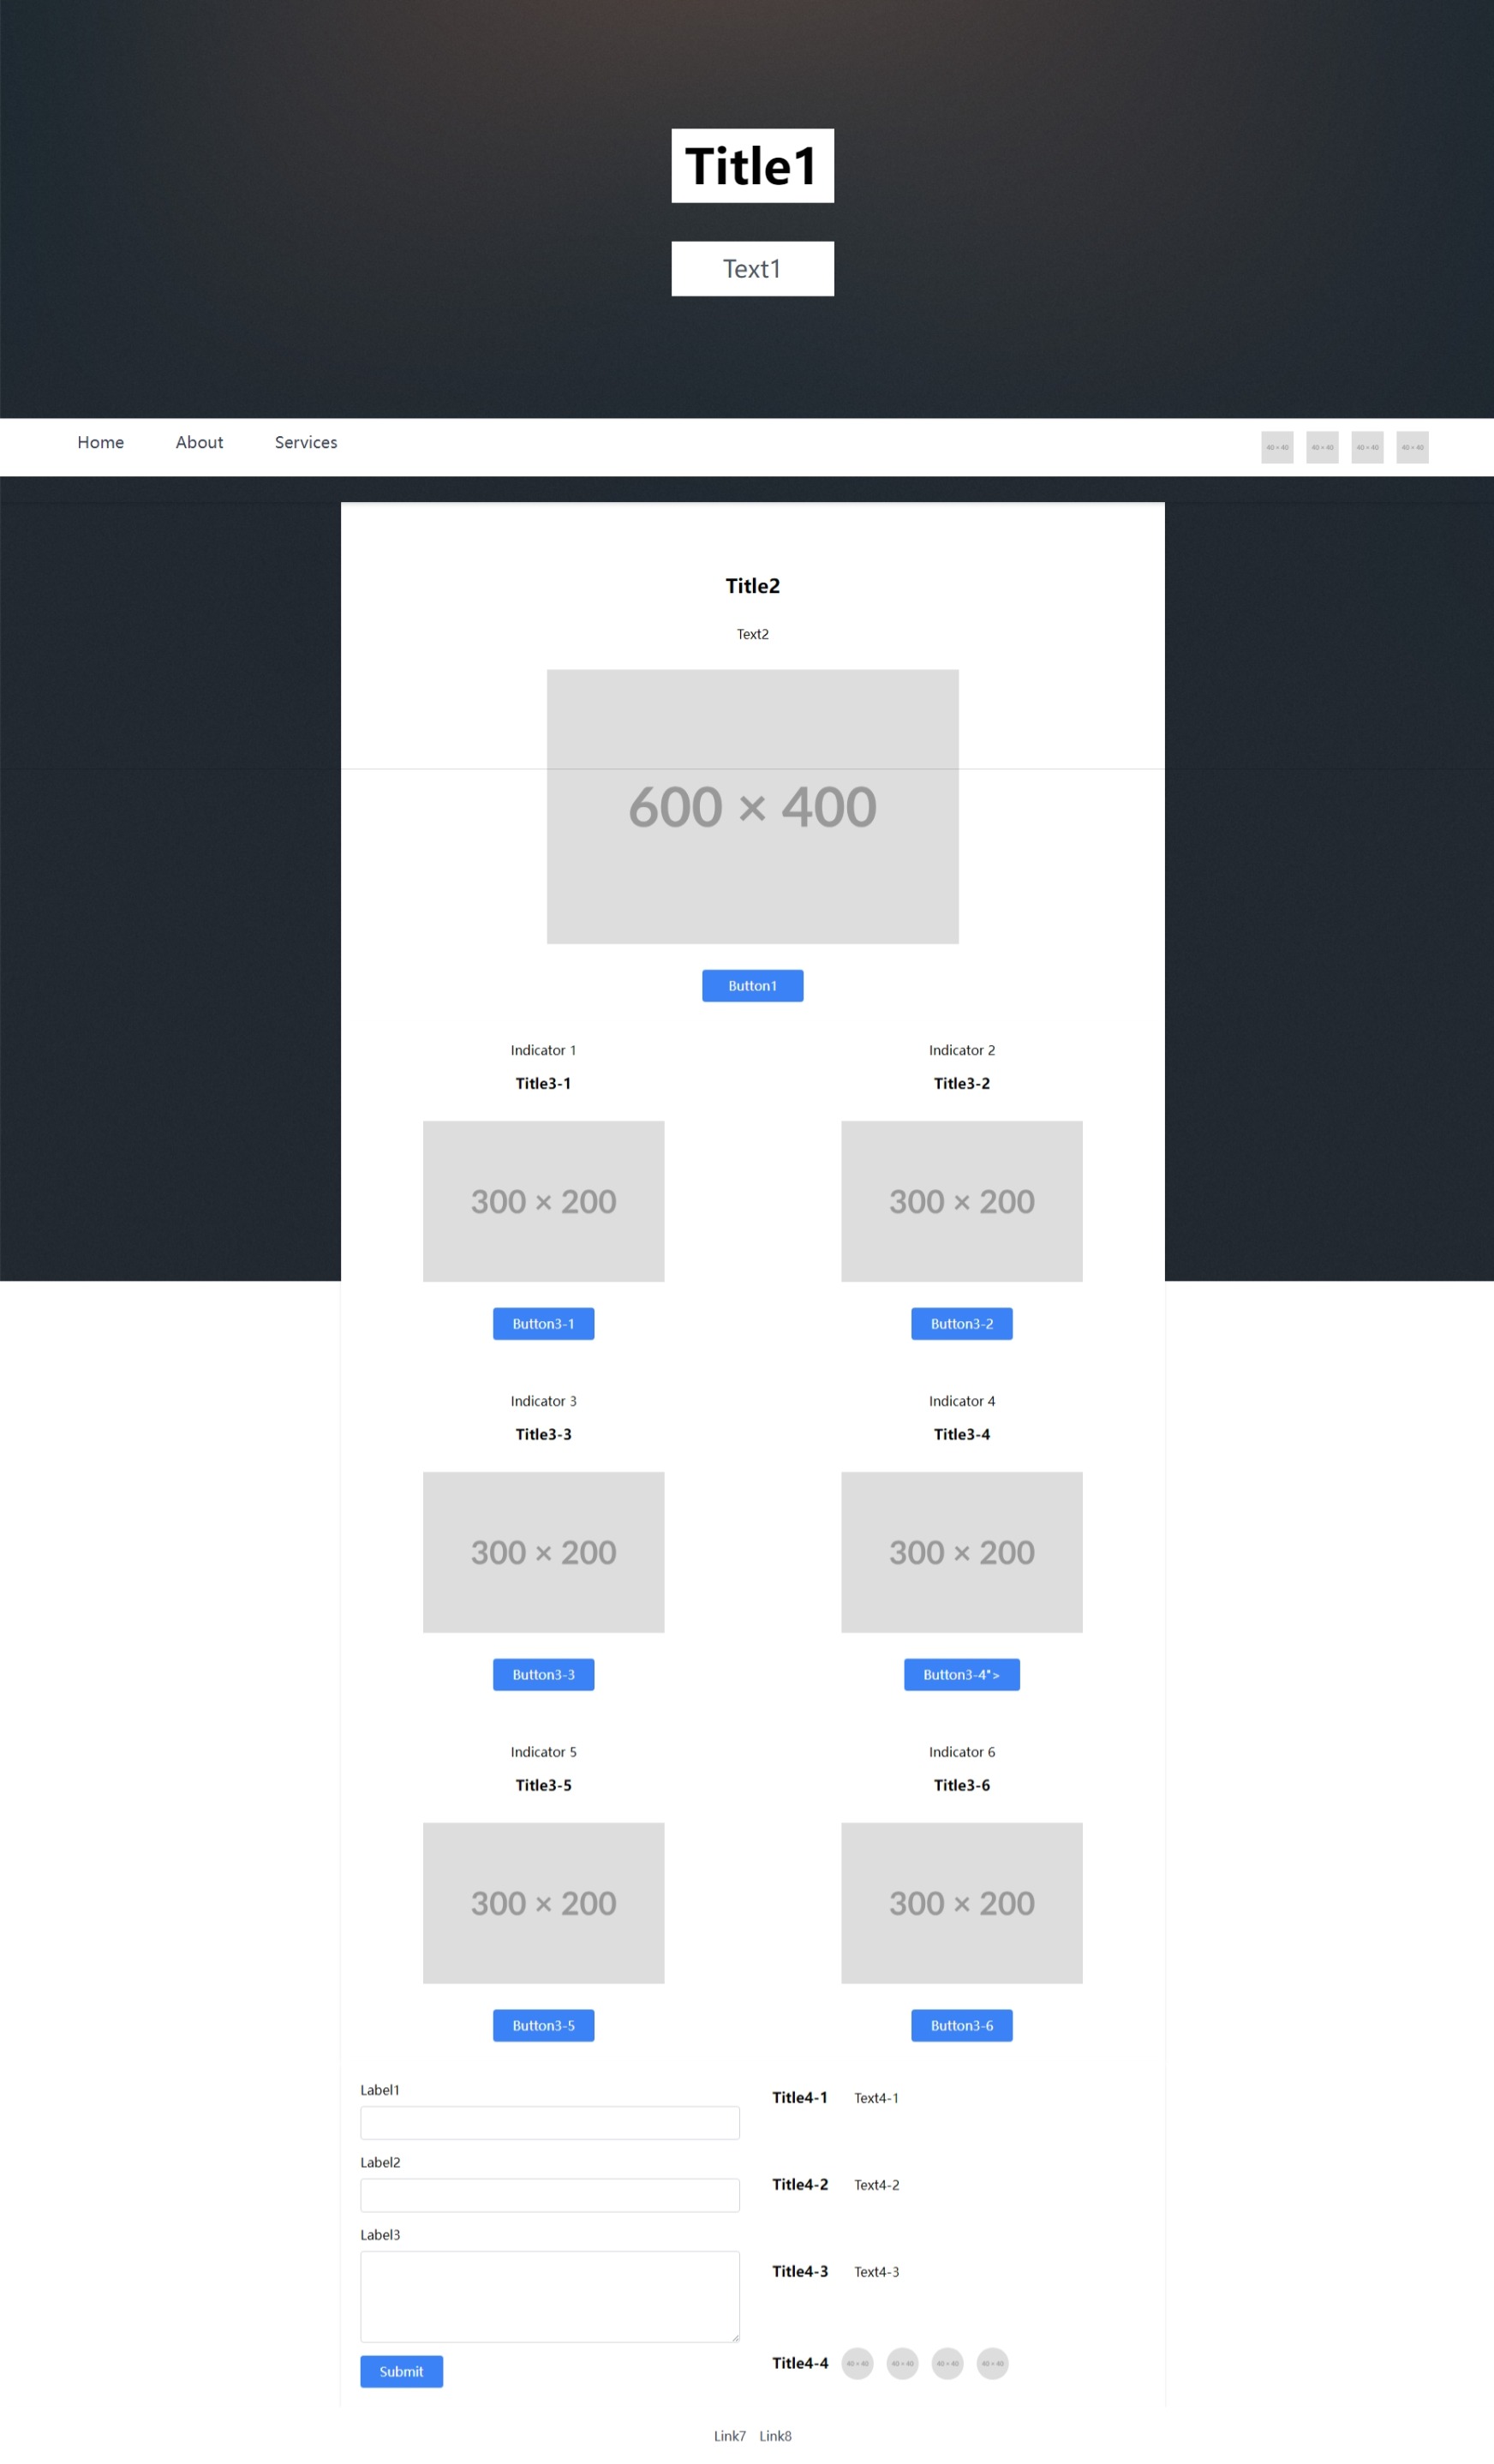 Title1
Text1
Home About Services 40 × 40 40 × 40 40 × 40 40 × 40
Title2
Text2
600 × 400
Button1
Indicator 1 Indicator 2
Title3-1 Title3-2
300 × 200 300 × 200
Button3-1 Button3-2
Indicator 3 Indicator 4
Title3-3 Title3-4
300 × 200 300 × 200
Button3-3 Button3-4">
Indicator 5 Indicator 6
Title3-5 Title3-6
300 × 200 300 × 200
Button3-5 Button3-6
Label1
Label2
Label3
Submit
Title4-1 Text4-1
Title4-2 Text4-2
Title4-3 Text4-3
Title4-4 40 × 40 40 × 40 40 × 40 40 × 40
Link7 Link8